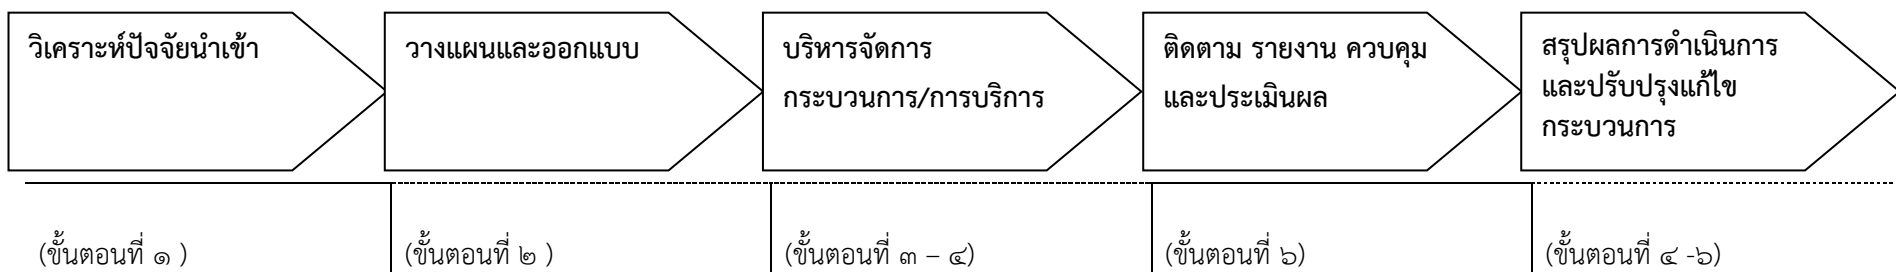 วิเคราะห์ปัจจัยนำเข้า
วางแผนและออกแบบ
บริหารจัดการ
กระบวนการ/การบริการ
ติดตาม รายงาน ควบคุม
และประเมินผล
สรุปผลการดำเนินการ
และปรับปรุงแก้ไข
กระบวนการ
(ขั้นตอนที่ ๑ )
(ขั้นตอนที่ ๒ )
(ขั้นตอนที่ ๓ – ๔)
(ขั้นตอนที่ ๖)
(ขั้นตอนที่ ๔ -๖)